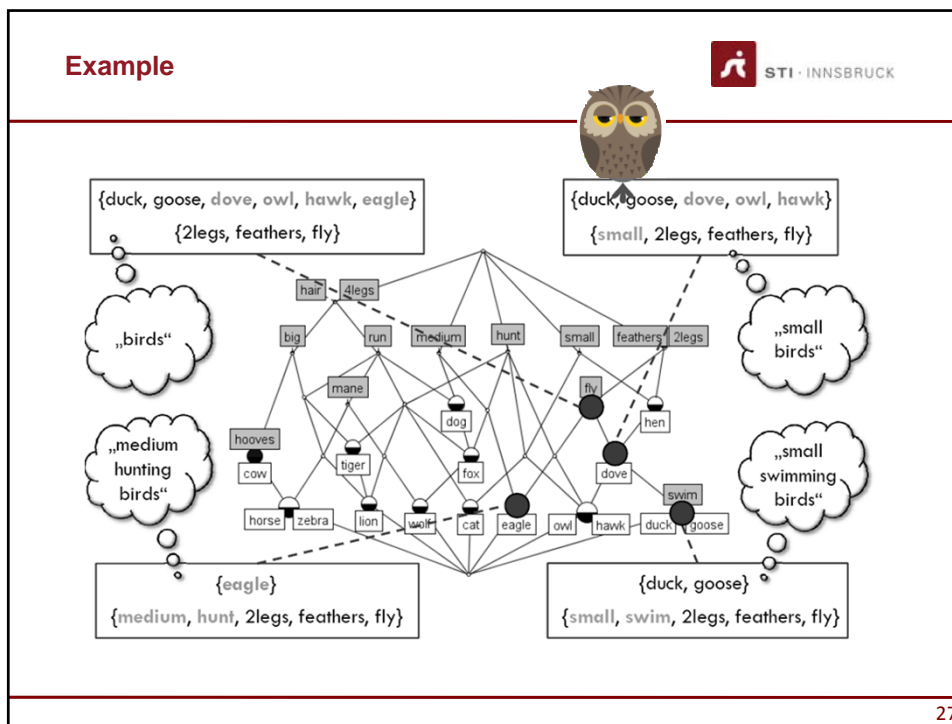 Example
STI · INNSBRUCK
{duck, goose, dove, owl, hawk, eagle}
{2legs, feathers, fly}
{duck, goose, dove, owl, hawk}
{small, 2legs, feathers, fly}
„birds“
„small
birds“
hair 4legs
big run medium hunt small feathers 2legs
mane fly
dog hen
„medium
hunting
birds“
hooves
cow tiger fox dove
swim
„small
swimming
birds“
horse zebra lion wolf cat eagle owl hawk duck goose
{eagle}
{medium, hunt, 2legs, feathers, fly}
{duck, goose}
{small, swim, 2legs, feathers, fly}